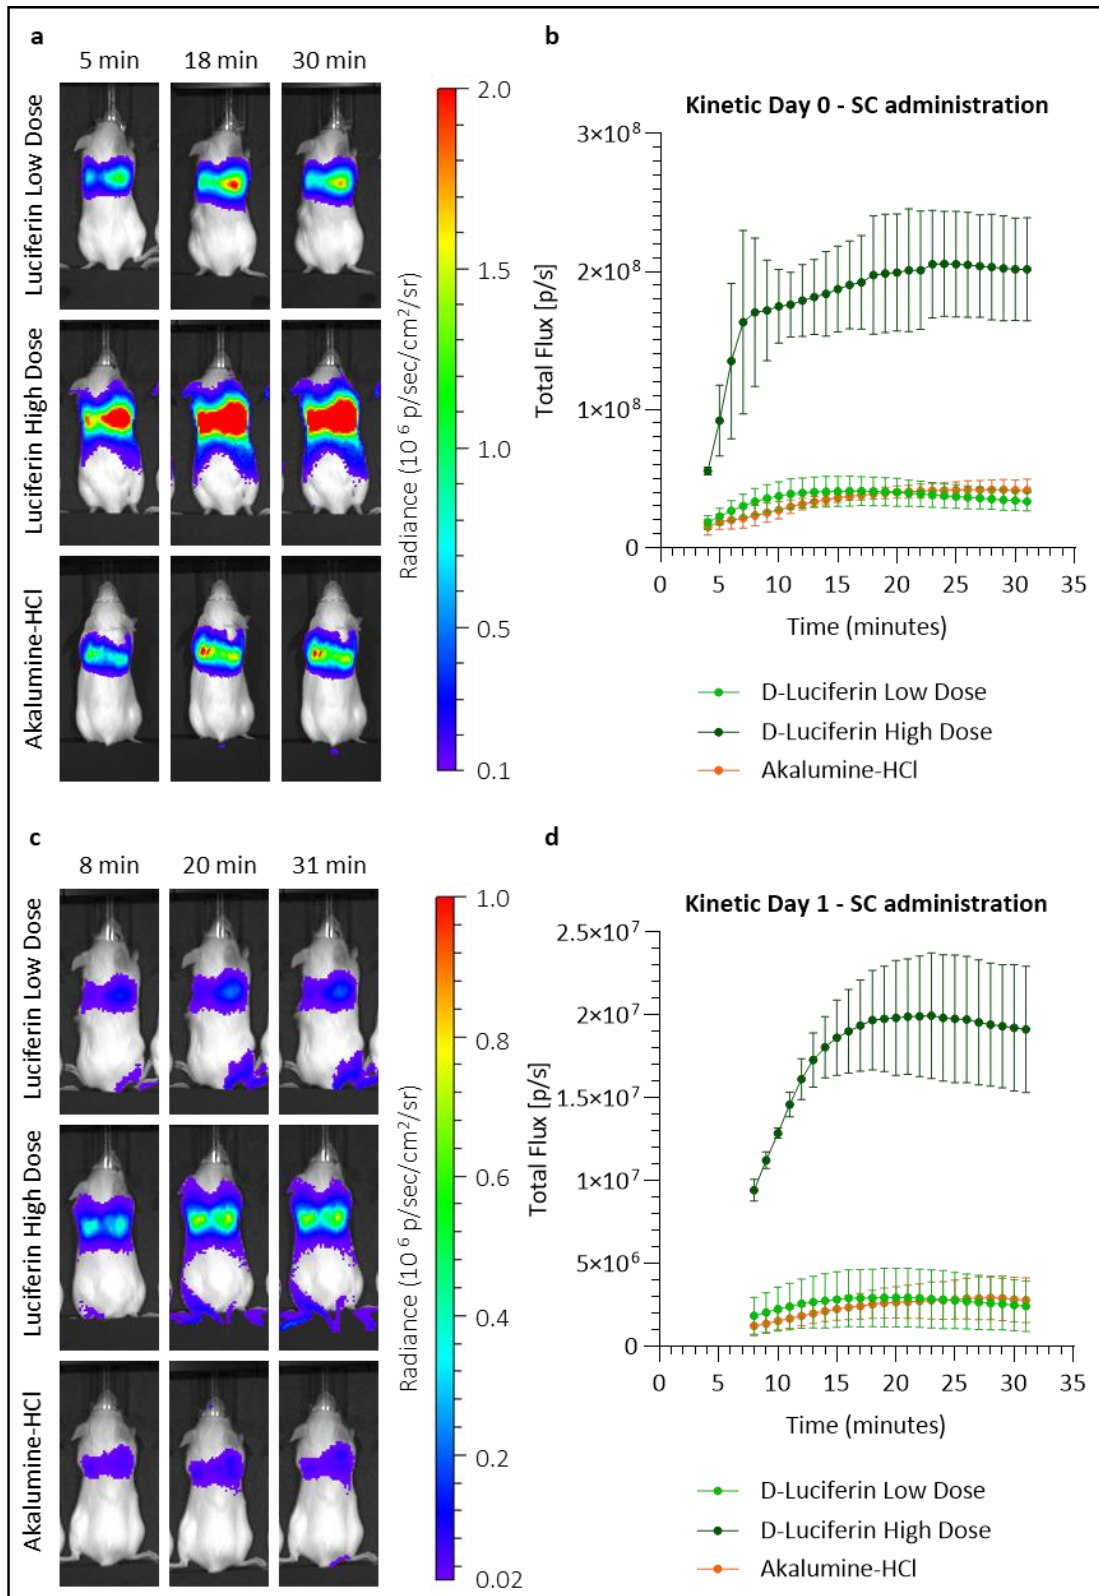 a
5 min 18 min 30 min
Luciferin Low Dose
Luciferin High Dose
Akalumine-HCl
Radiance (10⁶ p/sec/cm²/sr)
2.0
1.5
1.0
0.5
0.1
b
Kinetic Day 0 - SC administration
Total Flux [p/s]
3×10⁸
2×10⁸
1×10⁸
0
0 5 10 15 20 25 30 35
Time (minutes)
D-Luciferin Low Dose
D-Luciferin High Dose
Akalumine-HCl
c
8 min 20 min 31 min
Luciferin Low Dose
Luciferin High Dose
Akalumine-HCl
Radiance (10⁶ p/sec/cm²/sr)
1.0
0.8
0.6
0.4
0.2
0.02
d
Kinetic Day 1 - SC administration
Total Flux [p/s]
2.5×10⁷
2×10⁷
1.5×10⁷
1×10⁷
5×10⁶
0
0 5 10 15 20 25 30 35
Time (minutes)
D-Luciferin Low Dose
D-Luciferin High Dose
Akalumine-HCl